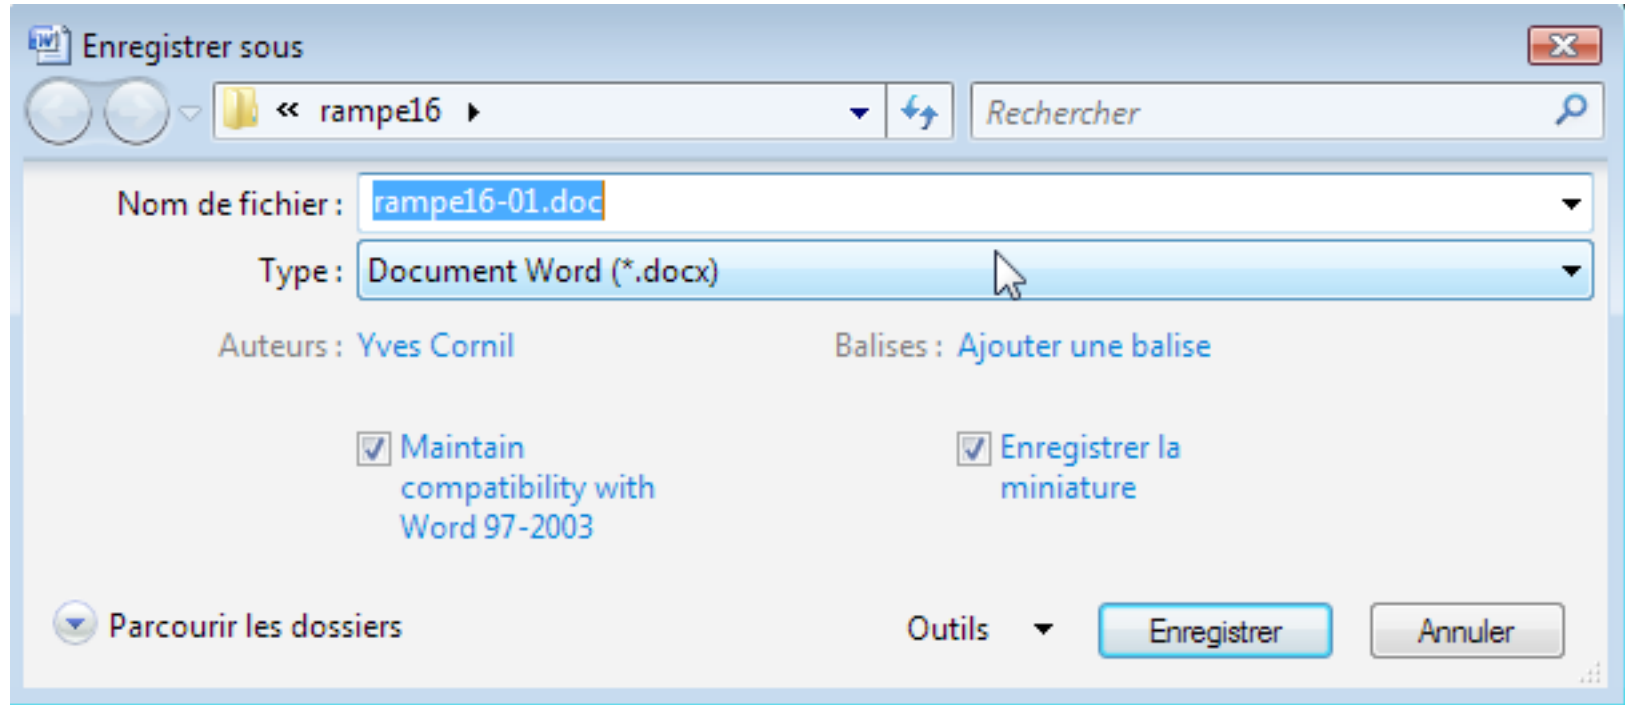 Enregistrer sous
« rampe16
Rechercher
Nom de fichier : rampe16-01.doc
Type : Document Word (*.docx)
Auteurs : Yves Cornil
Balises : Ajouter une balise
Maintain
compatibility with
Word 97-2003
Enregistrer la
miniature
Parcourir les dossiers
Outils
Enregistrer
Annuler